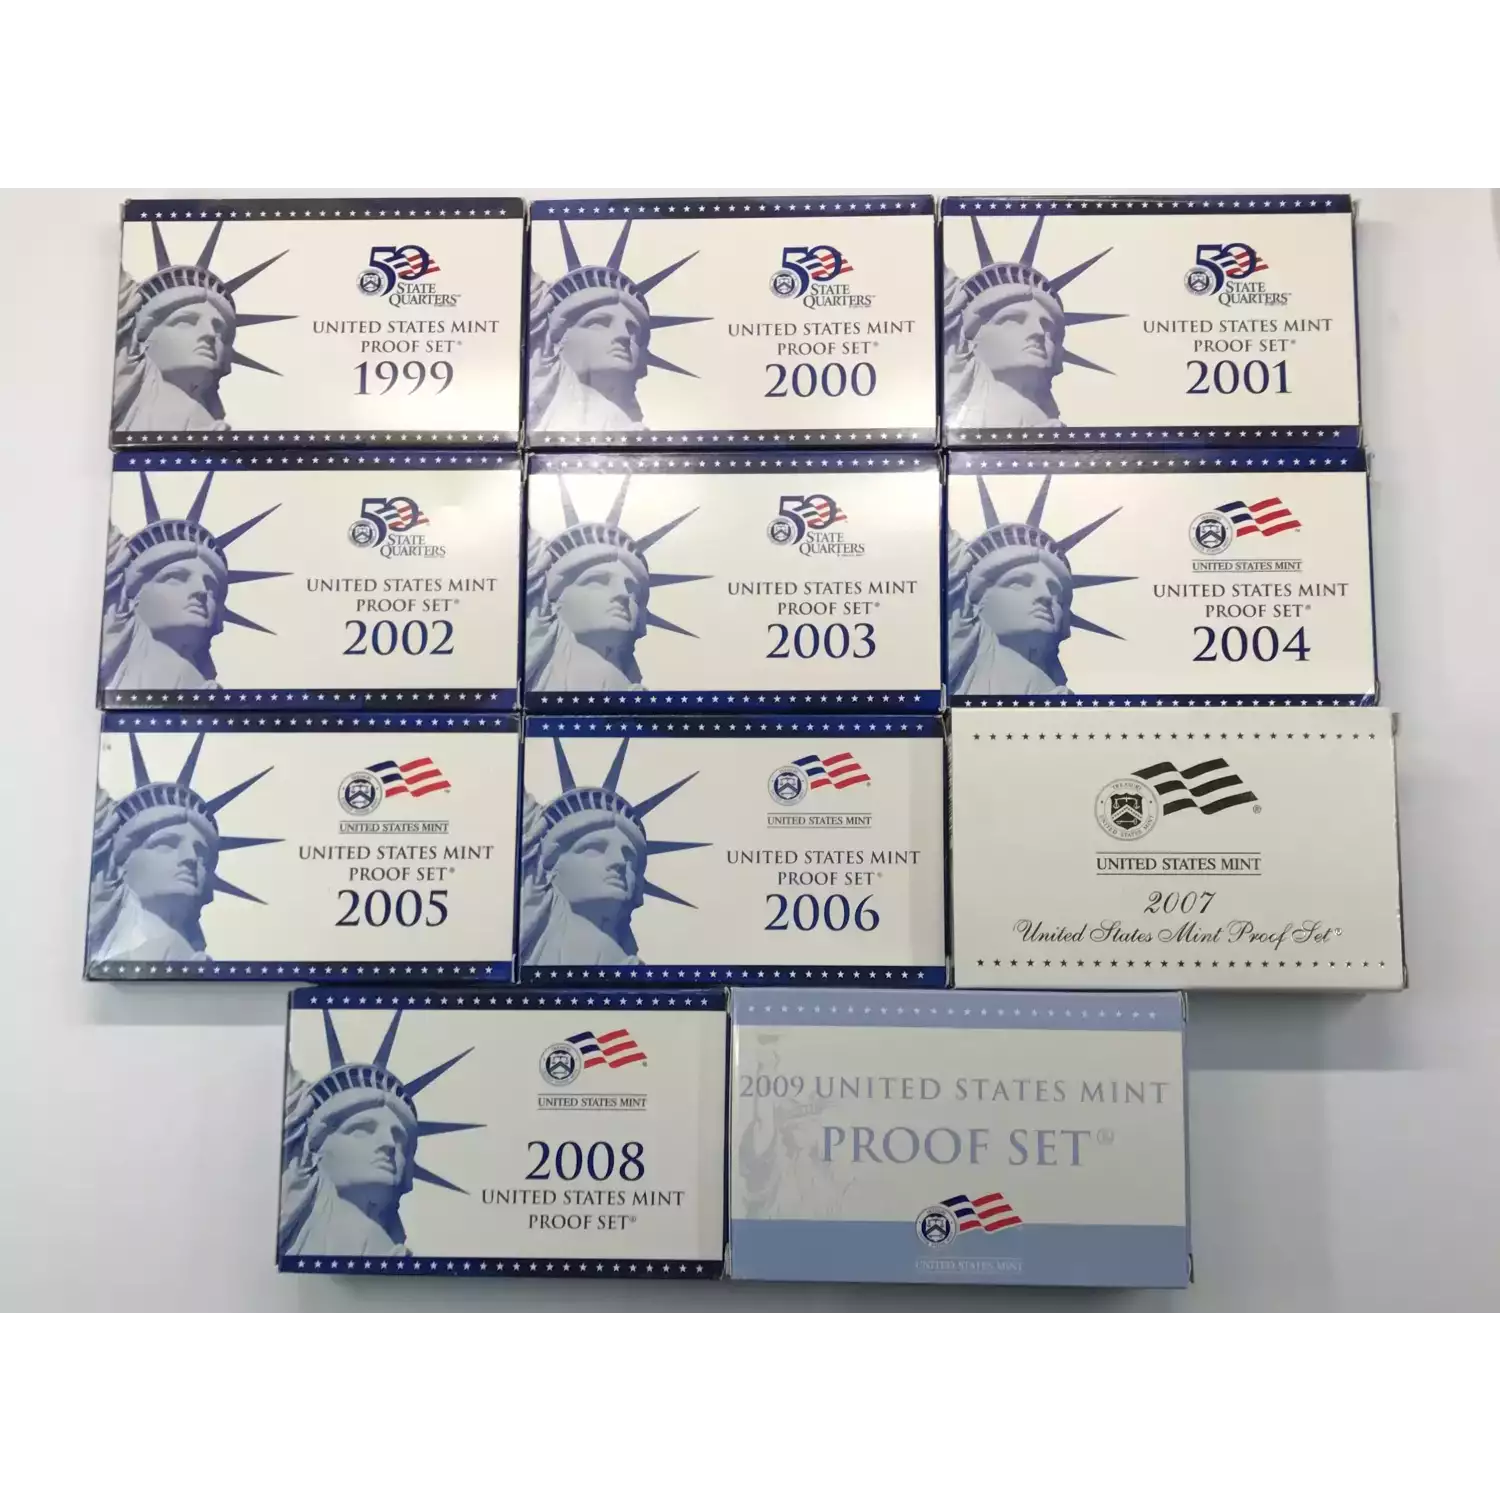 50
STATE
QUARTERS™
UNITED STATES MINT
PROOF SET®
1999
50
STATE
QUARTERS™
UNITED STATES MINT
PROOF SET®
2000
50
STATE
QUARTERS™
UNITED STATES MINT
PROOF SET®
2001
50
STATE
QUARTERS
UNITED STATES MINT
PROOF SET®
2002
50
STATE
QUARTERS
UNITED STATES MINT
PROOF SET®
2003
UNITED STATES MINT
UNITED STATES MINT
PROOF SET®
2004
UNITED STATES MINT
UNITED STATES MINT
PROOF SET®
2005
UNITED STATES MINT
UNITED STATES MINT
PROOF SET®
2006
®
UNITED STATES MINT
2007
United States Mint Proof Set®
UNITED STATES MINT
2008
UNITED STATES MINT
PROOF SET®
2009 UNITED STATES MINT
PROOF SET®
UNITED STATES MINT